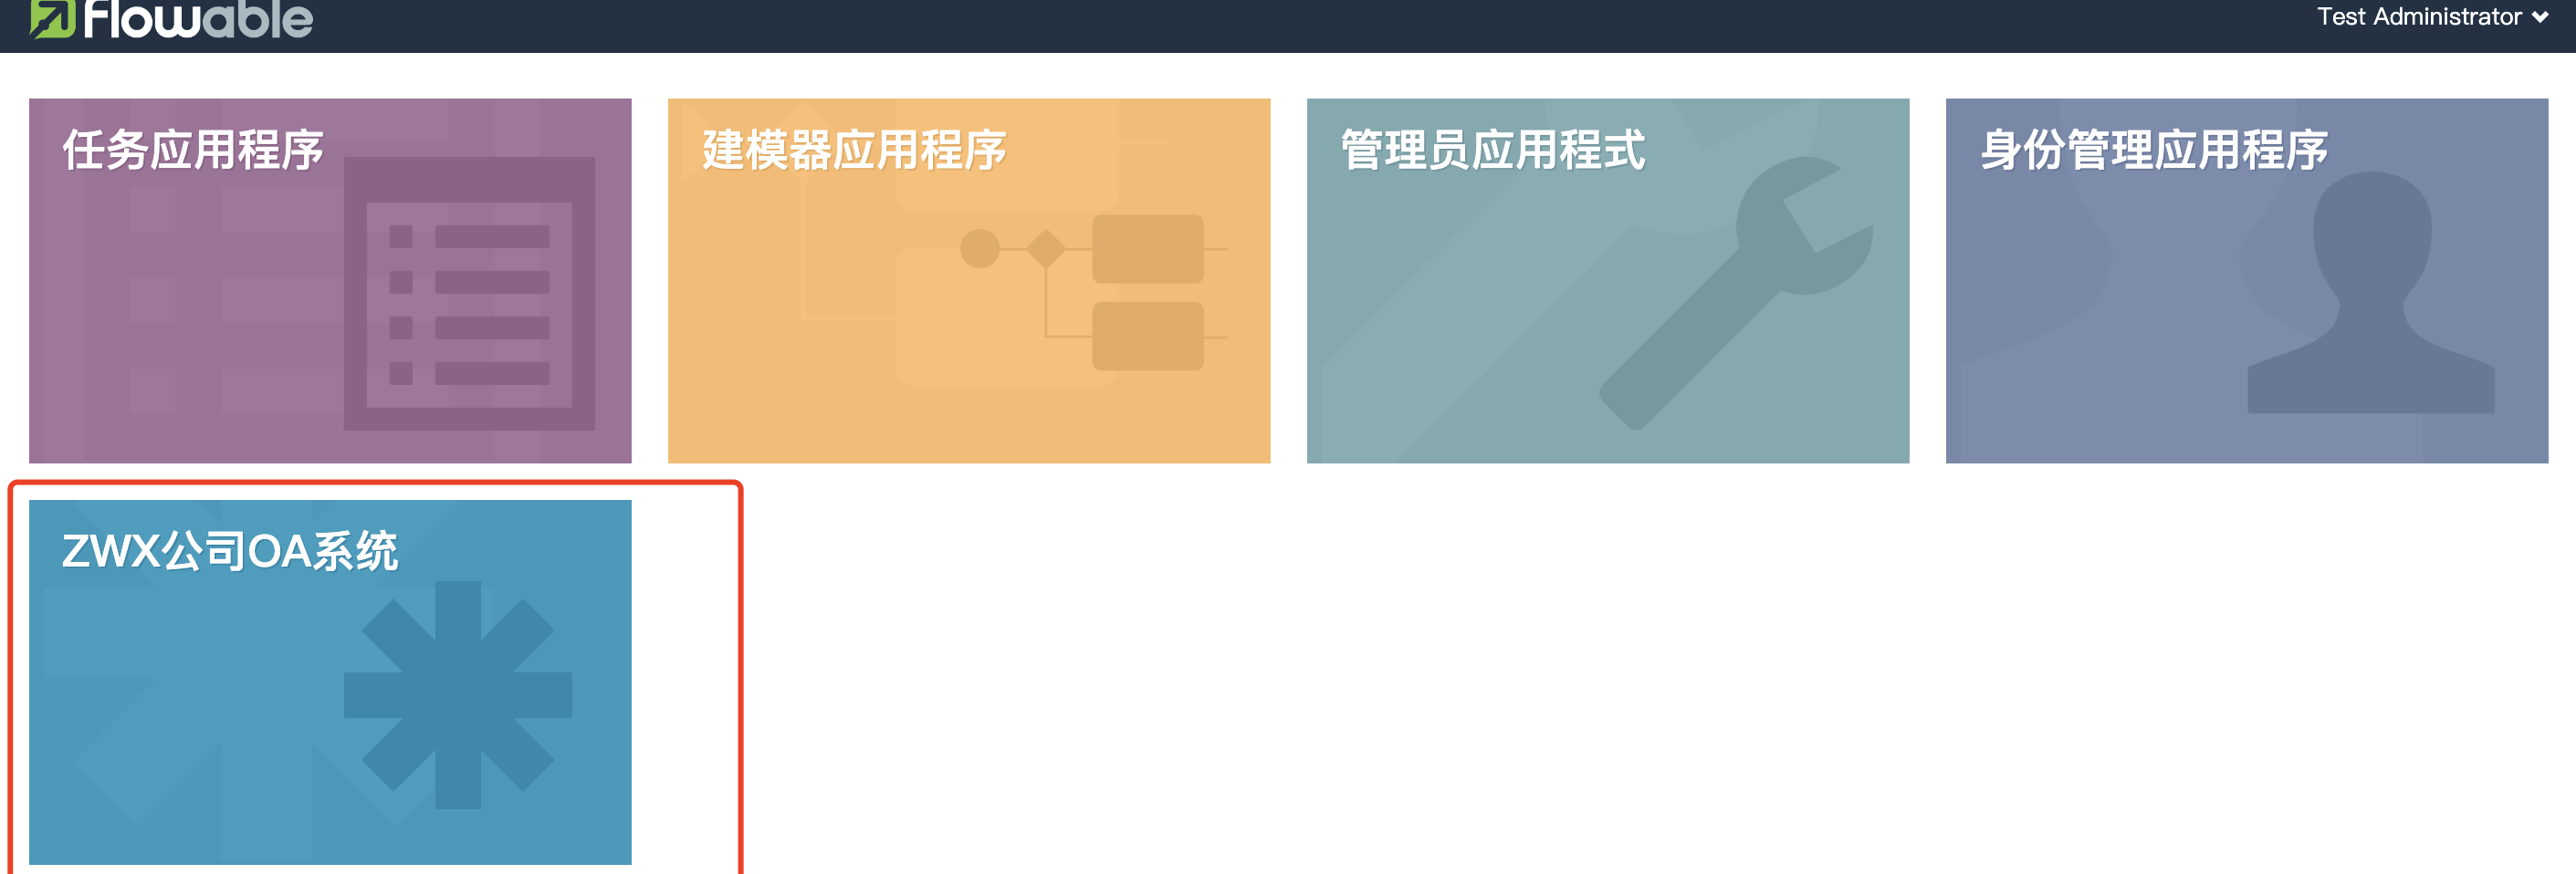 flowable
Test Administrator
任务应用程序
建模器应用程序
管理员应用程式
身份管理应用程序
ZWX公司OA系统